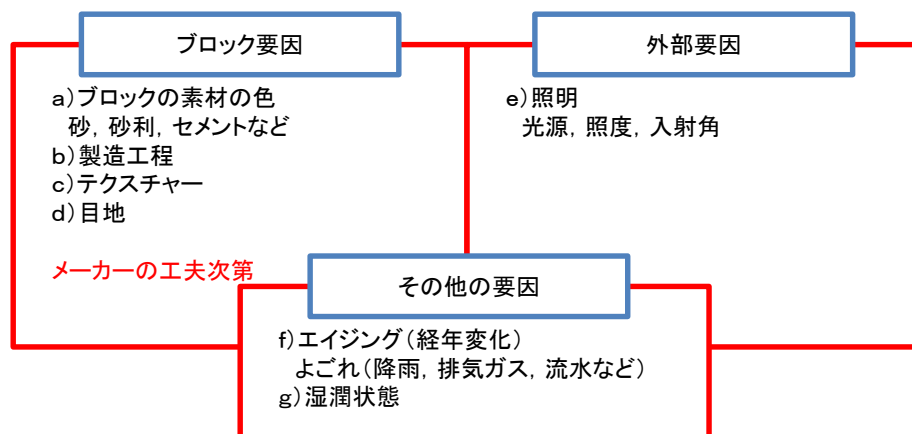 ブロック要因
a)ブロックの素材の色
砂，砂利，セメントなど
b)製造工程
c)テクスチャー
d)目地
メーカーの工夫次第
外部要因
e)照明
光源，照度，入射角
その他の要因
f)エイジング（経年変化）
よごれ（降雨，排気ガス，流水など）
g)湿潤状態